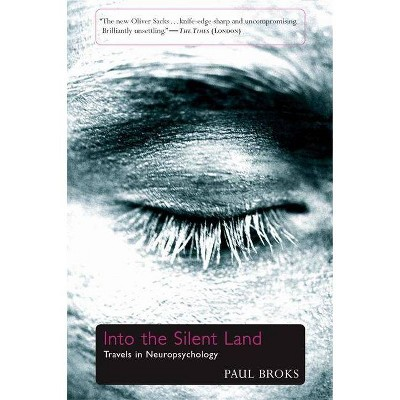 "The new Oliver Sacks . . . knife-edge sharp and uncompromising.
Brilliantly unsettling."—THE TIMES (LONDON)
Into the Silent Land
Travels in Neuropsychology
PAUL BROKS